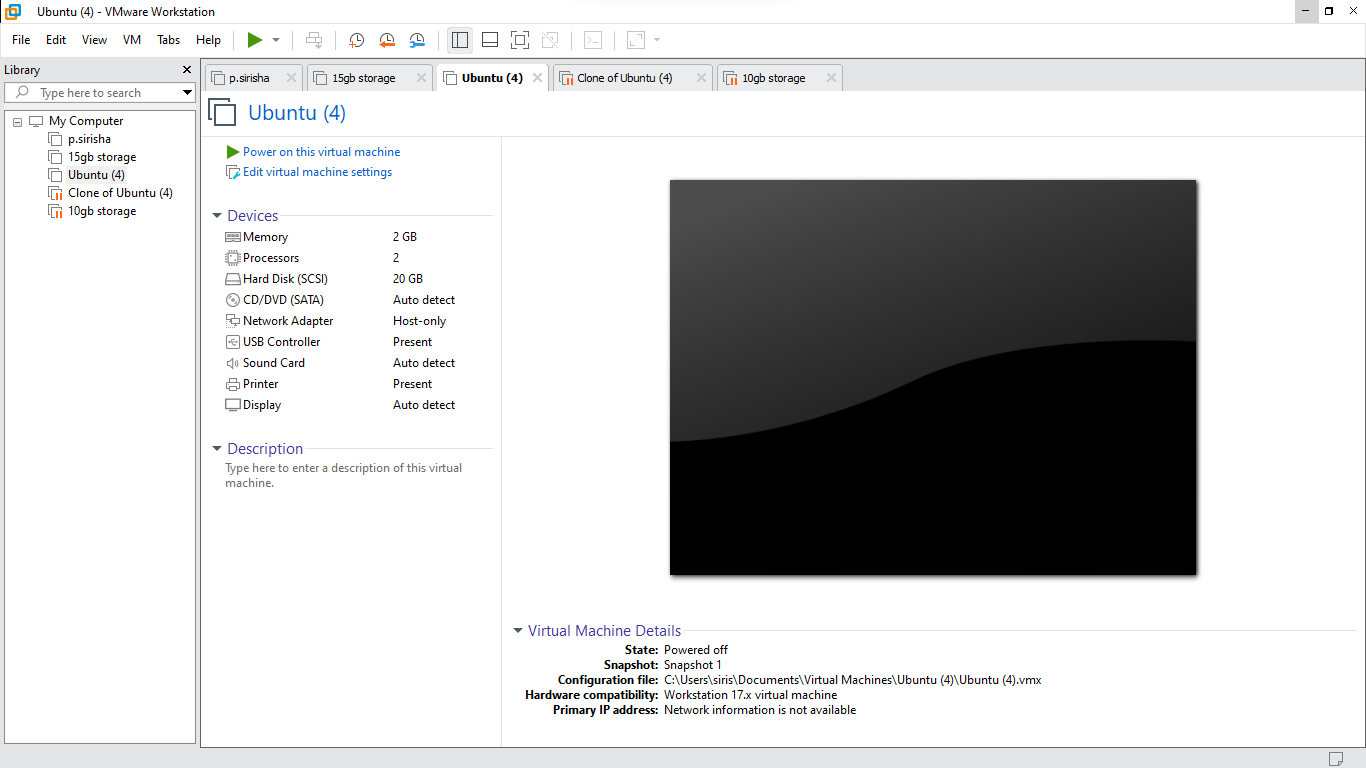 Ubuntu (4) - VMware Workstation
File Edit View VM Tabs Help
Library
Type here to search
My Computer
p.sirisha
15gb storage
Ubuntu (4)
Clone of Ubuntu (4)
10gb storage
p.sirisha 15gb storage Ubuntu (4) Clone of Ubuntu (4) 10gb storage
Ubuntu (4)
Power on this virtual machine
Edit virtual machine settings
Devices
Memory 2 GB
Processors 2
Hard Disk (SCSI) 20 GB
CD/DVD (SATA) Auto detect
Network Adapter Host-only
USB Controller Present
Sound Card Auto detect
Printer Present
Display Auto detect
Description
Type here to enter a description of this virtual
machine.
Virtual Machine Details
State: Powered off
Snapshot: Snapshot 1
Configuration file: C:\Users\siris\Documents\Virtual Machines\Ubuntu (4)\Ubuntu (4).vmx
Hardware compatibility: Workstation 17.x virtual machine
Primary IP address: Network information is not available